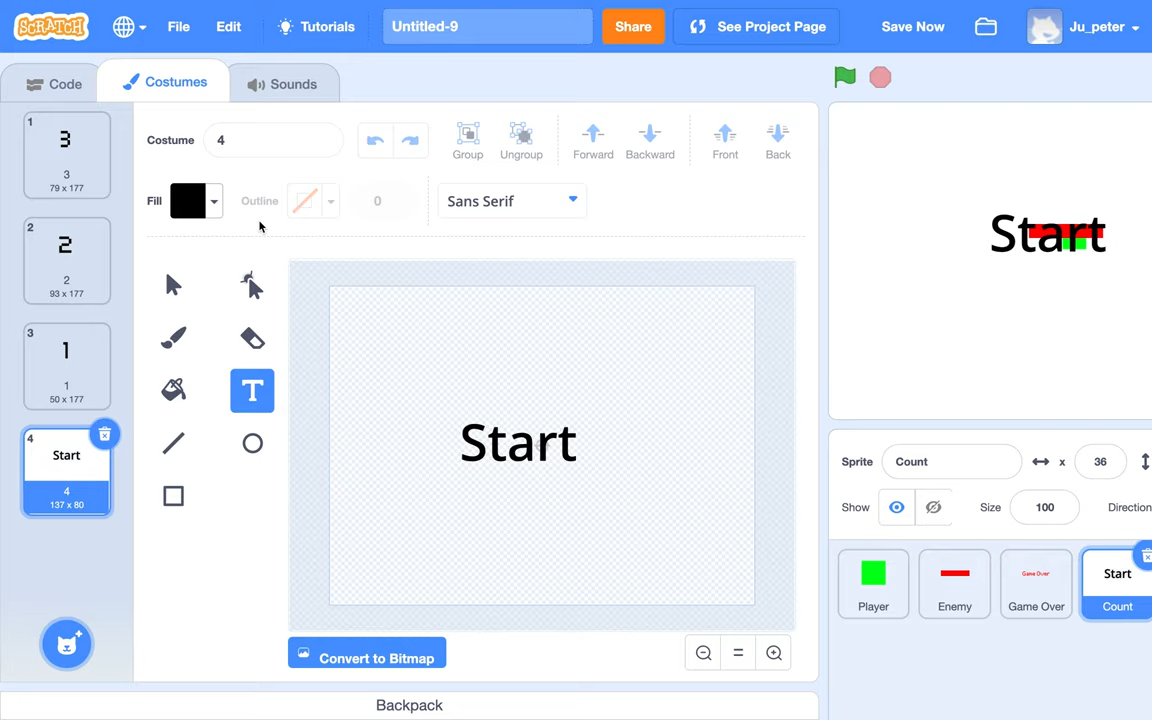 SCRATCH
File
Edit
Tutorials
Untitled-9
Share
See Project Page
Save Now
Ju_peter
Code
Costumes
Sounds
Costume
4
Group
Ungroup
Forward
Backward
Front
Back
Fill
Outline
0
Sans Serif
1
3
3
79 x 177
2
2
2
93 x 177
3
1
1
50 x 177
4
Start
4
137 x 80
T
Start
Convert to Bitmap
Backpack
Start
Sprite
Count
x
36
Show
Size
100
Direction
Player
Enemy
Game Over
Game Over
Start
Count